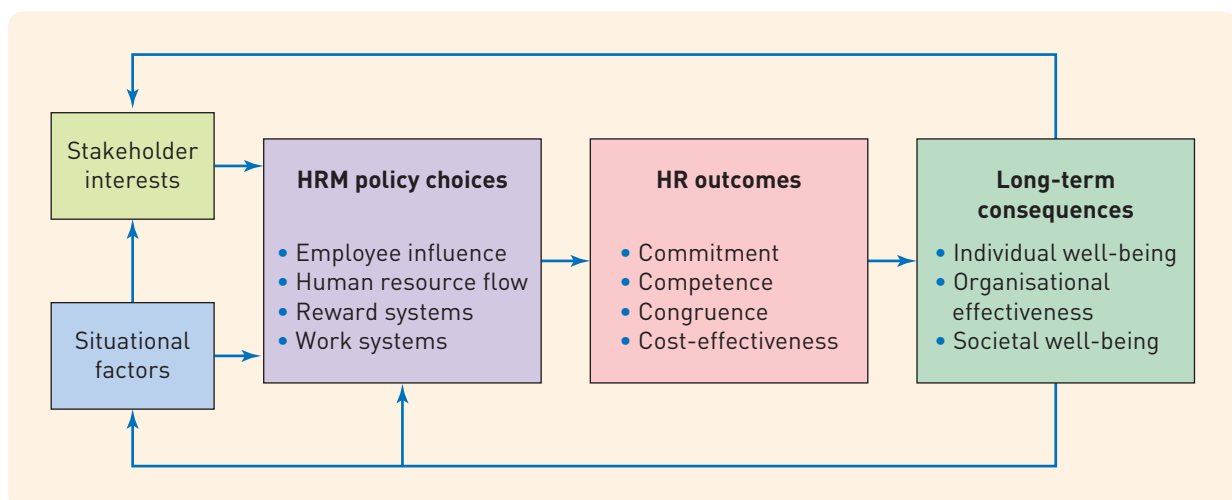 Stakeholder
interests
Situational
factors
HRM policy choices
• Employee influence
• Human resource flow
• Reward systems
• Work systems
HR outcomes
• Commitment
• Competence
• Congruence
• Cost-effectiveness
Long-term
consequences
• Individual well-being
• Organisational
effectiveness
• Societal well-being